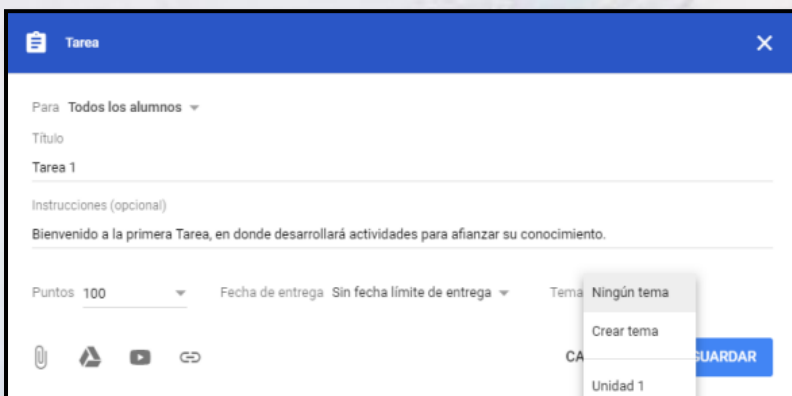 Tarea
Para Todos los alumnos
Título
Tarea 1
Instrucciones (opcional)
Bienvenido a la primera Tarea, en donde desarrollará actividades para afianzar su conocimiento.
Puntos 100 Fecha de entrega Sin fecha límite de entrega Tema Ningún tema
Crear tema
CA UARDAR
Unidad 1